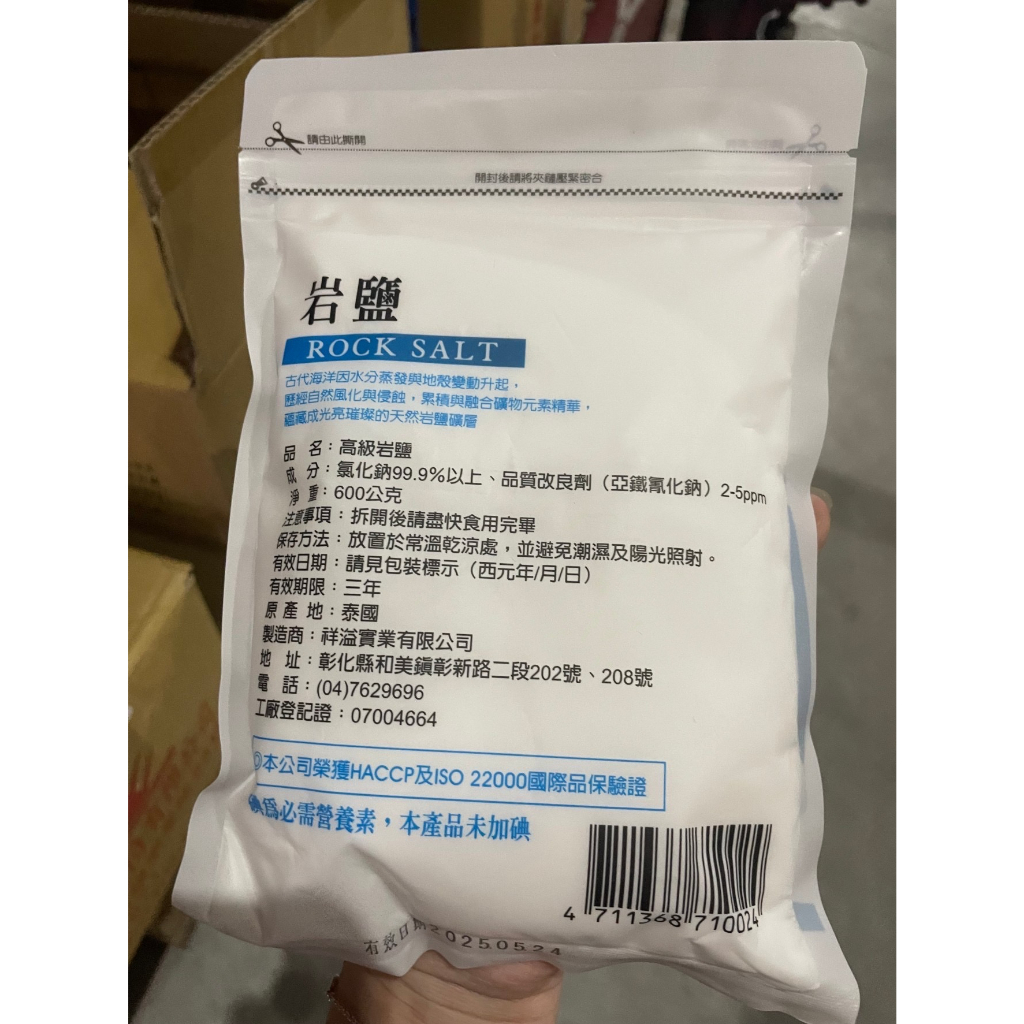 請由此撕開
開封後請將夾鏈壓緊密合
岩鹽
ROCK SALT
古代海洋因水分蒸發與地殼變動升起，
歷經自然風化與侵蝕，累積與融合礦物元素精華，
蘊藏成光亮璀璨的天然岩鹽礦層
品 名：高級岩鹽
成 分：氯化鈉99.9%以上、品質改良劑（亞鐵氰化鈉）2-5ppm
淨 重：600公克
注意事項：拆開後請盡快食用完畢
保存方法：放置於常溫乾涼處，並避免潮濕及陽光照射。
有效日期：請見包裝標示（西元年/月/日）
有效期限：三年
原 產 地：泰國
製造商：祥溢實業有限公司
地 址：彰化縣和美鎮彰新路二段202號、208號
電 話：(04)7629696
工廠登記證：07004664
◎本公司榮獲HACCP及ISO 22000國際品保驗證
碘為必需營養素，本產品未加碘
4 711368 710024
有效日期20250524